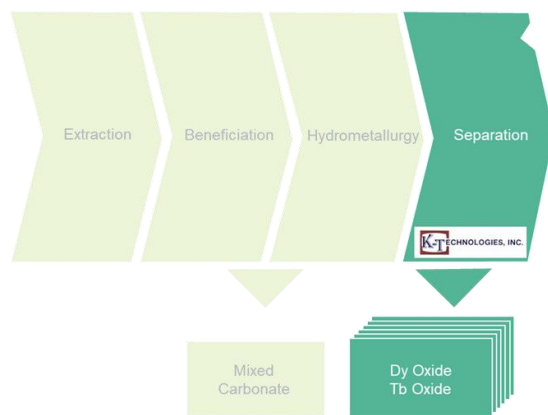 Extraction
Beneficiation
Hydrometallurgy
Separation
K-TECHNOLOGIES, INC.
Mixed
Carbonate
Dy Oxide
Tb Oxide